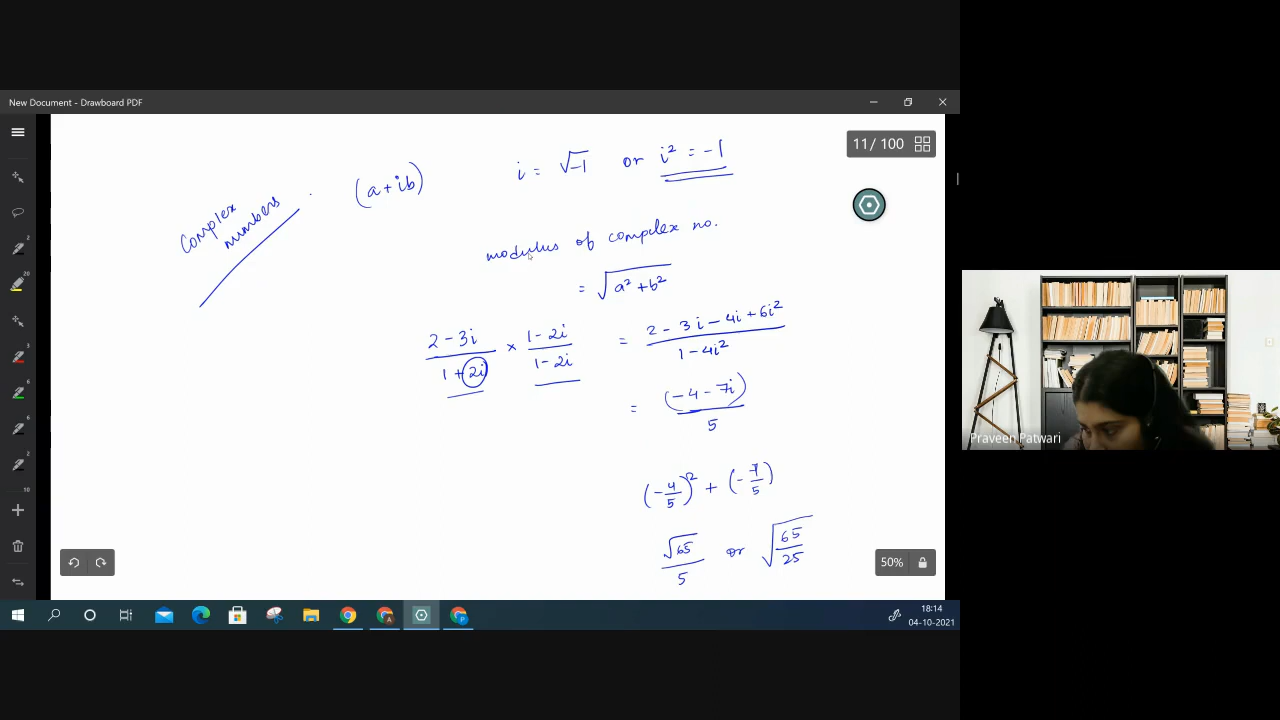 New Document - Drawboard PDF
11 / 100
i = √-1 or i² = -1
Complex numbers
(a+ib)
modulus of complex no.
= √a² + b²
2 - 3i / 1 + 2i × 1 - 2i / 1 - 2i = 2 - 3i - 4i + 6i² / 1 - 4i²
= (-4 - 7i) / 5
(-4/5)² + (-7/5)
√65 / 5 or √65/25
50%
Praveen Patwari
18:14
04-10-2021